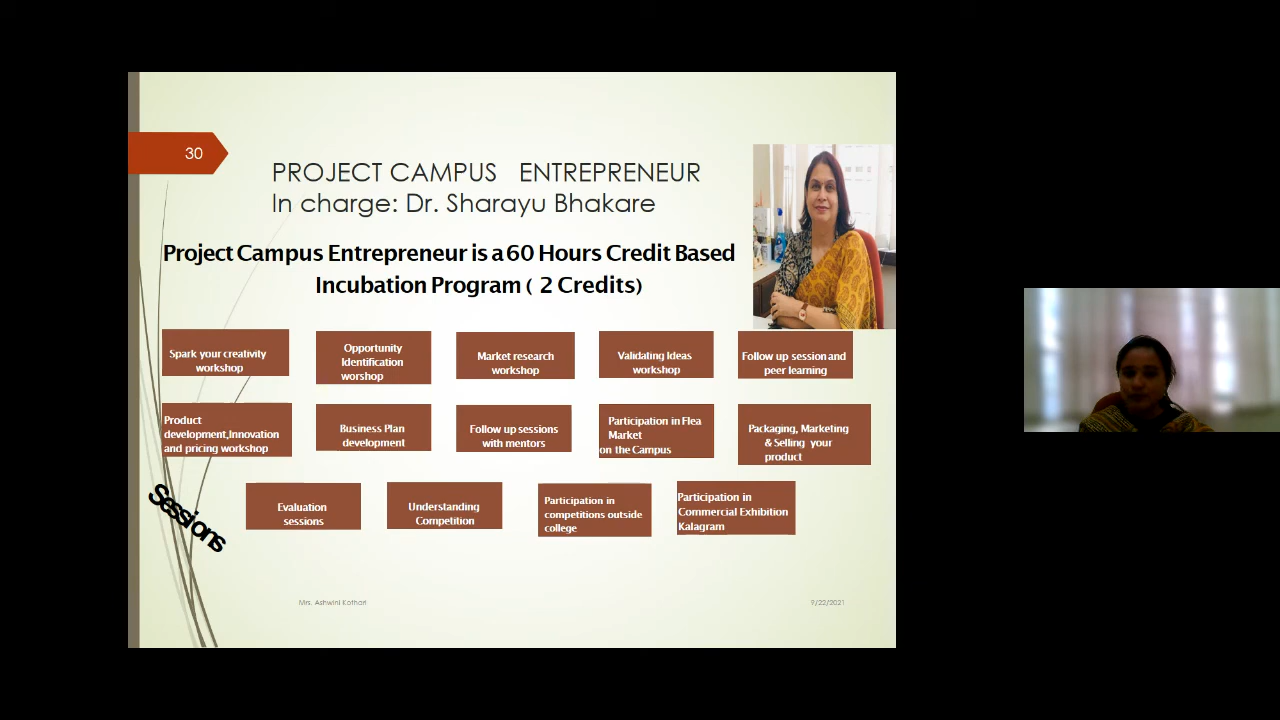 30
PROJECT CAMPUS ENTREPRENEUR
In charge: Dr. Sharayu Bhakare
Project Campus Entrepreneur is a 60 Hours Credit Based
Incubation Program ( 2 Credits)
Spark your creativity
workshop
Opportunity
Identification
worshop
Market research
workshop
Validating Ideas
workshop
Follow up session and
peer learning
Product
development,Innovation
and pricing workshop
Business Plan
development
Follow up sessions
with mentors
Participation in Flea
Market
on the Campus
Packaging, Marketing
& Selling your
product
Sessions
Evaluation
sessions
Understanding
Competition
Participation in
competitions outside
college
Participation in
Commercial Exhibition
Kalagram
Mrs. Ashwini Kothari
9/22/2021